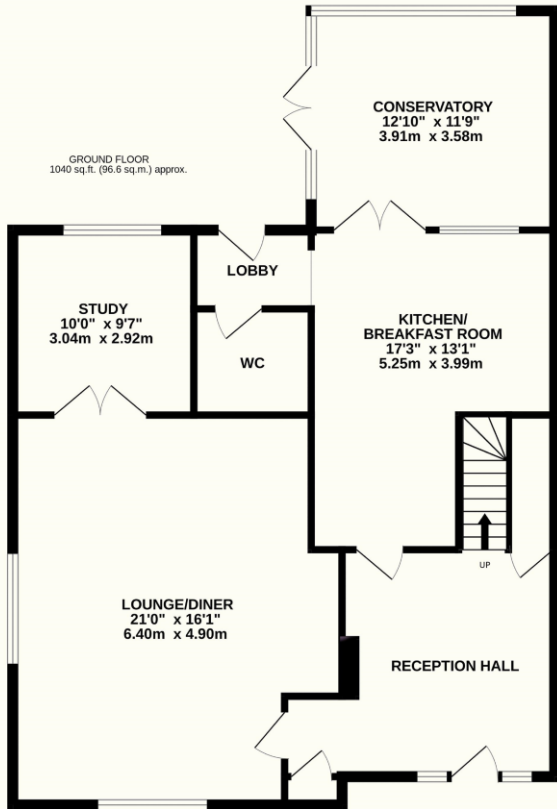 CONSERVATORY
12'10" x 11'9"
3.91m x 3.58m
GROUND FLOOR
1040 sq.ft. (96.6 sq.m.) approx.
LOBBY
STUDY
10'0" x 9'7"
3.04m x 2.92m
KITCHEN/
BREAKFAST ROOM
17'3" x 13'1"
5.25m x 3.99m
WC
UP
LOUNGE/DINER
21'0" x 16'1"
6.40m x 4.90m
RECEPTION HALL